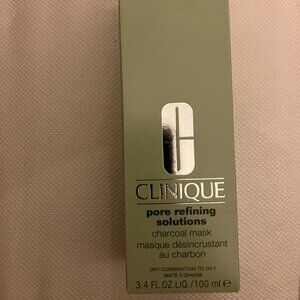 CLINIQUE
pore refining
solutions
charcoal mask
masque désincrustant
au charbon
DRY COMBINATION TO OILY
MIXTE À GRASSE
3.4 FL.OZ.LIQ./100 ml e